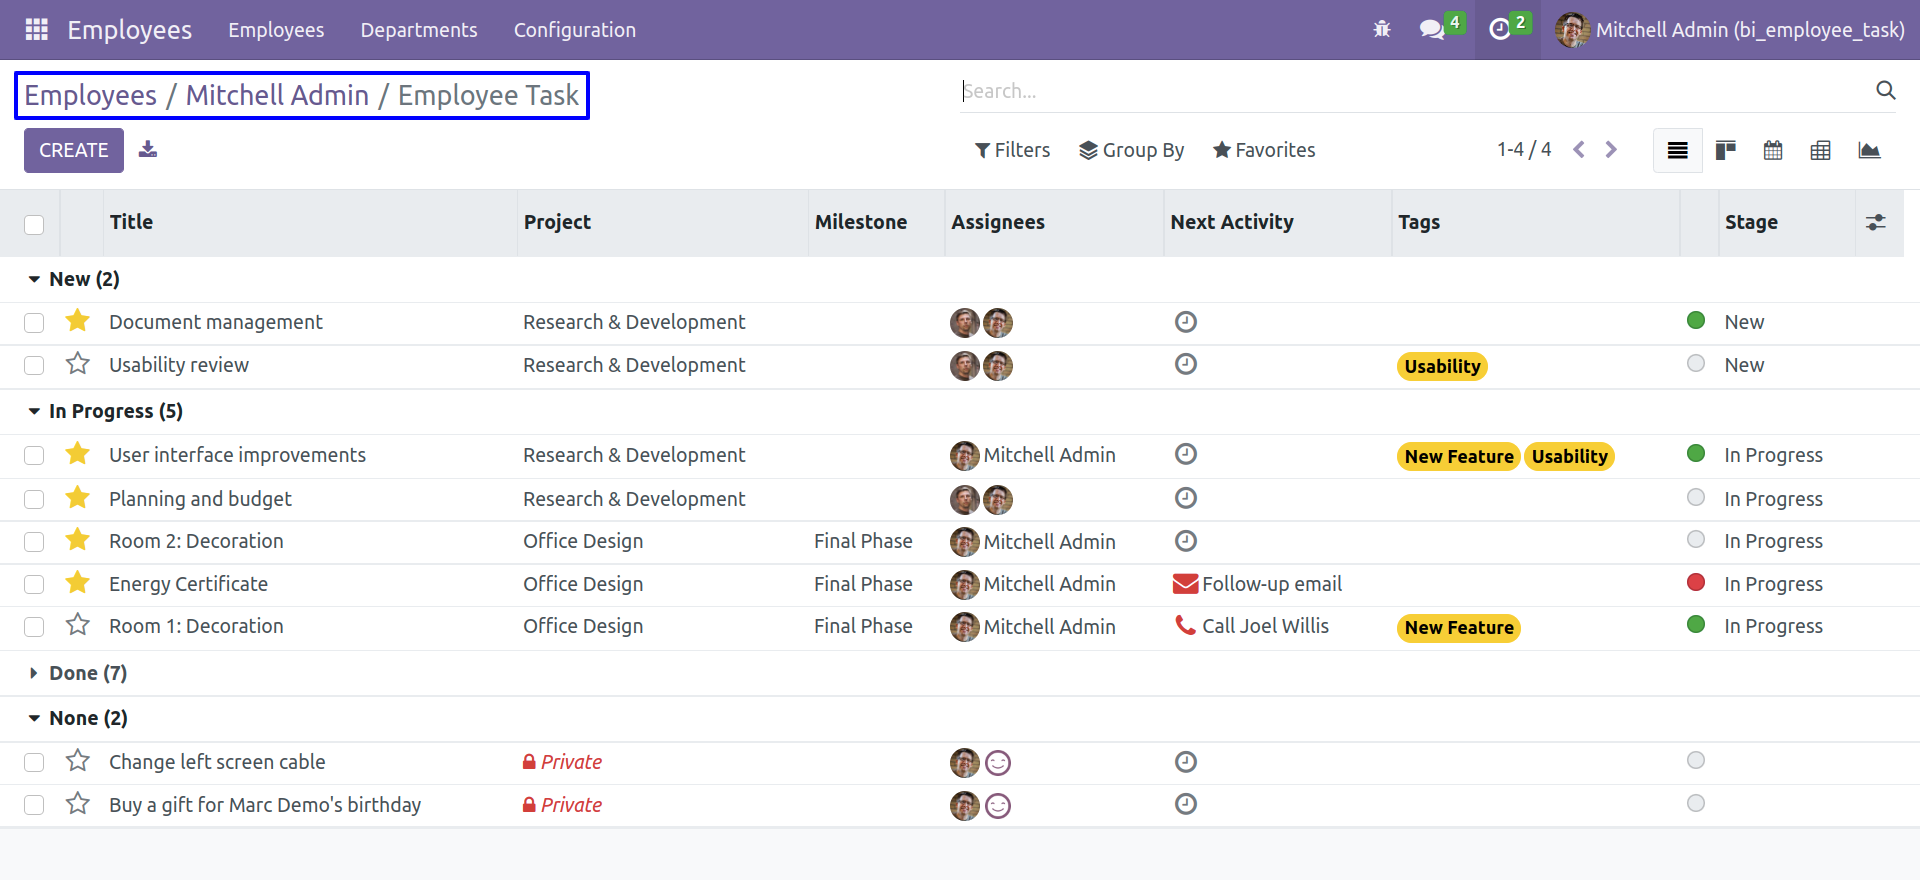 Employees Employees Departments Configuration 4 2 Mitchell Admin (bi_employee_task)
Employees / Mitchell Admin / Employee Task Search...
CREATE Filters Group By Favorites 1-4 / 4
Title Project Milestone Assignees Next Activity Tags Stage
New (2)
Document management Research & Development New
Usability review Research & Development Usability New
In Progress (5)
User interface improvements Research & Development Mitchell Admin New Feature Usability In Progress
Planning and budget Research & Development In Progress
Room 2: Decoration Office Design Final Phase Mitchell Admin In Progress
Energy Certificate Office Design Final Phase Mitchell Admin Follow-up email In Progress
Room 1: Decoration Office Design Final Phase Mitchell Admin Call Joel Willis New Feature In Progress
Done (7)
None (2)
Change left screen cable Private
Buy a gift for Marc Demo's birthday Private